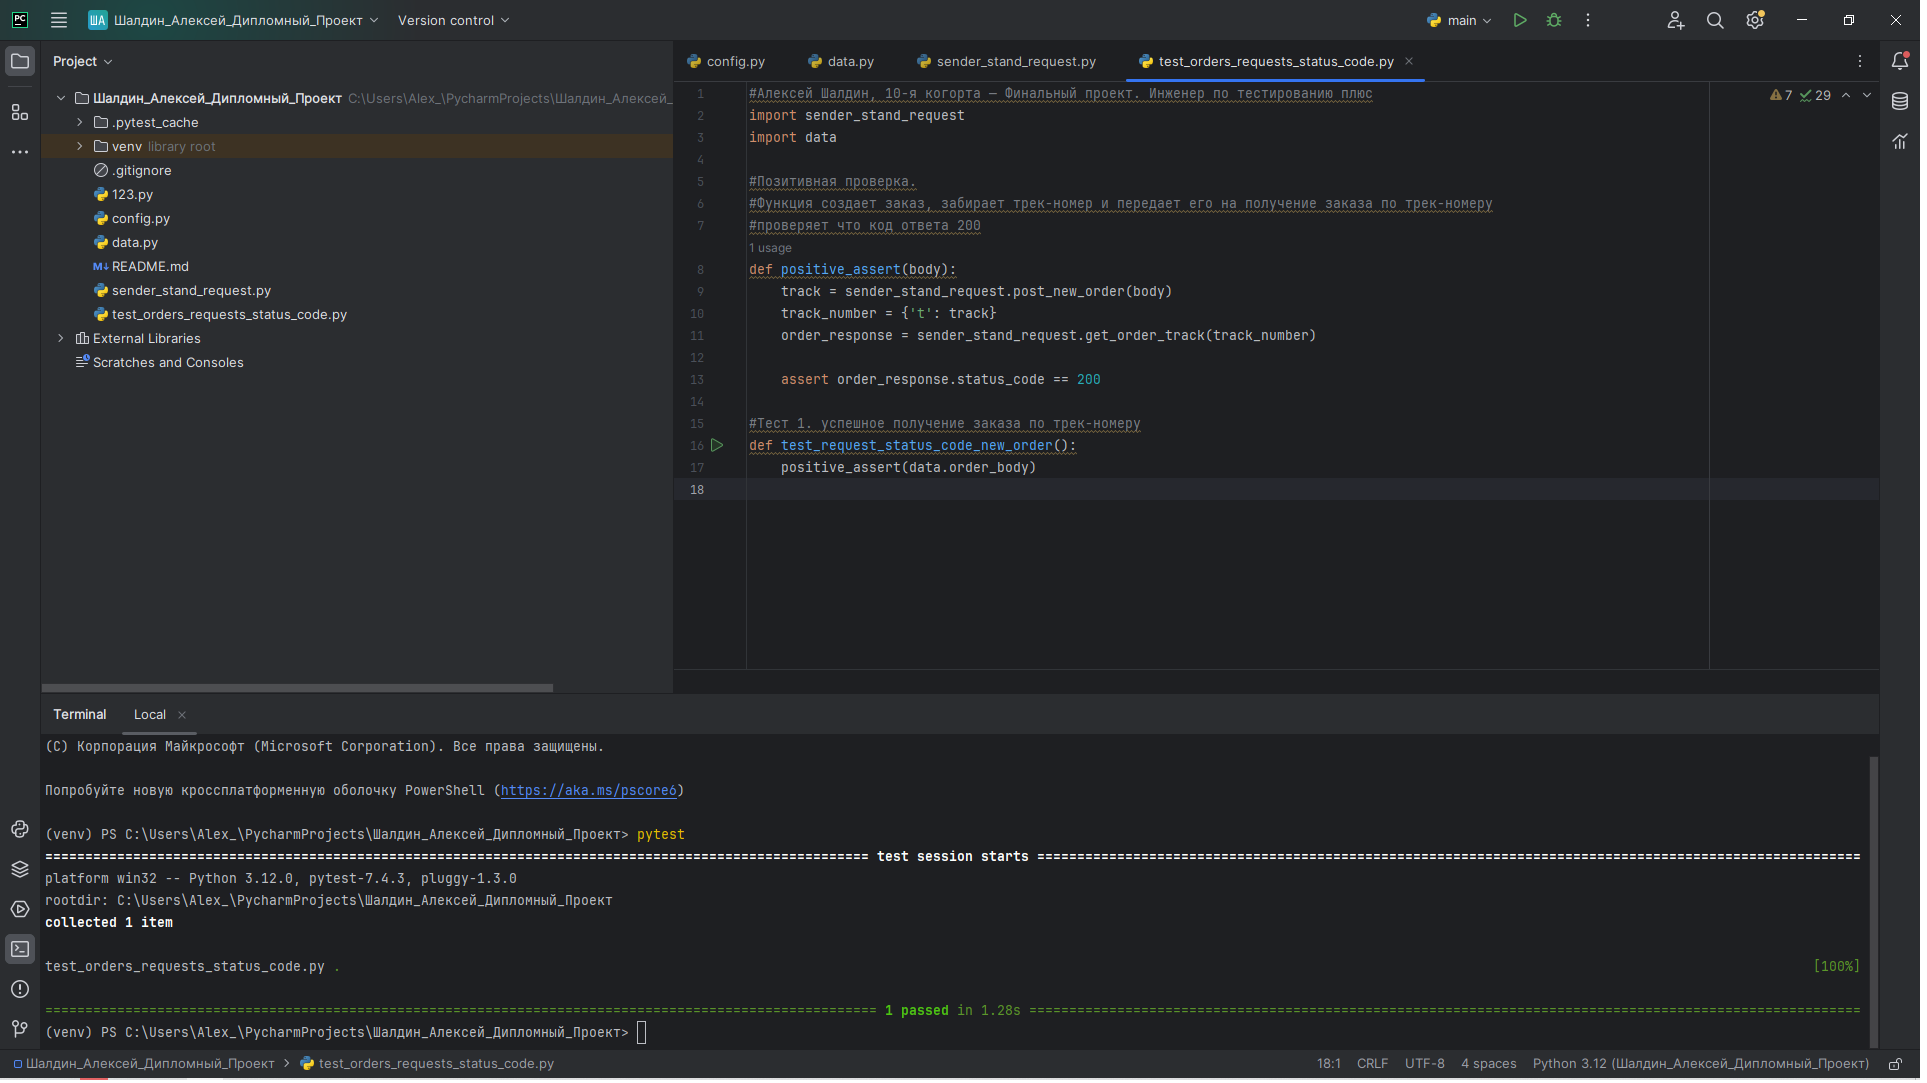 PC
ША Шалдин_Алексей_Дипломный_Проект Version control main
Project
Шалдин_Алексей_Дипломный_Проект C:\Users\Alex_\PycharmProjects\Шалдин_Алексей_
.pytest_cache
venv library root
.gitignore
123.py
config.py
data.py
M↓ README.md
sender_stand_request.py
test_orders_requests_status_code.py
External Libraries
Scratches and Consoles
config.py data.py sender_stand_request.py test_orders_requests_status_code.py
7 29
1 #Алексей Шалдин, 10-я когорта — Финальный проект. Инженер по тестированию плюс
2 import sender_stand_request
3 import data
4
5 #Позитивная проверка.
6 #Функция создает заказ, забирает трек-номер и передает его на получение заказа по трек-номеру
7 #проверяет что код ответа 200
1 usage
8 def positive_assert(body):
9 track = sender_stand_request.post_new_order(body)
10 track_number = {'t': track}
11 order_response = sender_stand_request.get_order_track(track_number)
12
13 assert order_response.status_code == 200
14
15 #Тест 1. успешное получение заказа по трек-номеру
16 def test_request_status_code_new_order():
17 positive_assert(data.order_body)
18
Terminal Local
(C) Корпорация Майкрософт (Microsoft Corporation). Все права защищены.
Попробуйте новую кроссплатформенную оболочку PowerShell (https://aka.ms/pscore6)
(venv) PS C:\Users\Alex_\PycharmProjects\Шалдин_Алексей_Дипломный_Проект> pytest
======================================================================================================= test session starts =======================================================================================================
platform win32 -- Python 3.12.0, pytest-7.4.3, pluggy-1.3.0
rootdir: C:\Users\Alex_\PycharmProjects\Шалдин_Алексей_Дипломный_Проект
collected 1 item
test_orders_requests_status_code.py . [100%]
======================================================================================================== 1 passed in 1.28s ========================================================================================================
(venv) PS C:\Users\Alex_\PycharmProjects\Шалдин_Алексей_Дипломный_Проект>
Шалдин_Алексей_Дипломный_Проект > test_orders_requests_status_code.py 18:1 CRLF UTF-8 4 spaces Python 3.12 (Шалдин_Алексей_Дипломный_Проект)